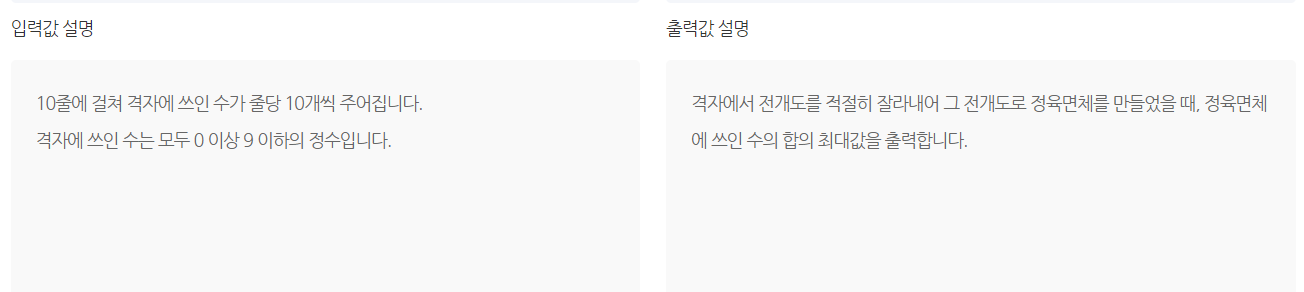 입력값 설명
10줄에 걸쳐 격자에 쓰인 수가 줄당 10개씩 주어집니다.
격자에 쓰인 수는 모두 0 이상 9 이하의 정수입니다.
출력값 설명
격자에서 전개도를 적절히 잘라내어 그 전개도로 정육면체를 만들었을 때, 정육면체
에 쓰인 수의 합의 최대값을 출력합니다.